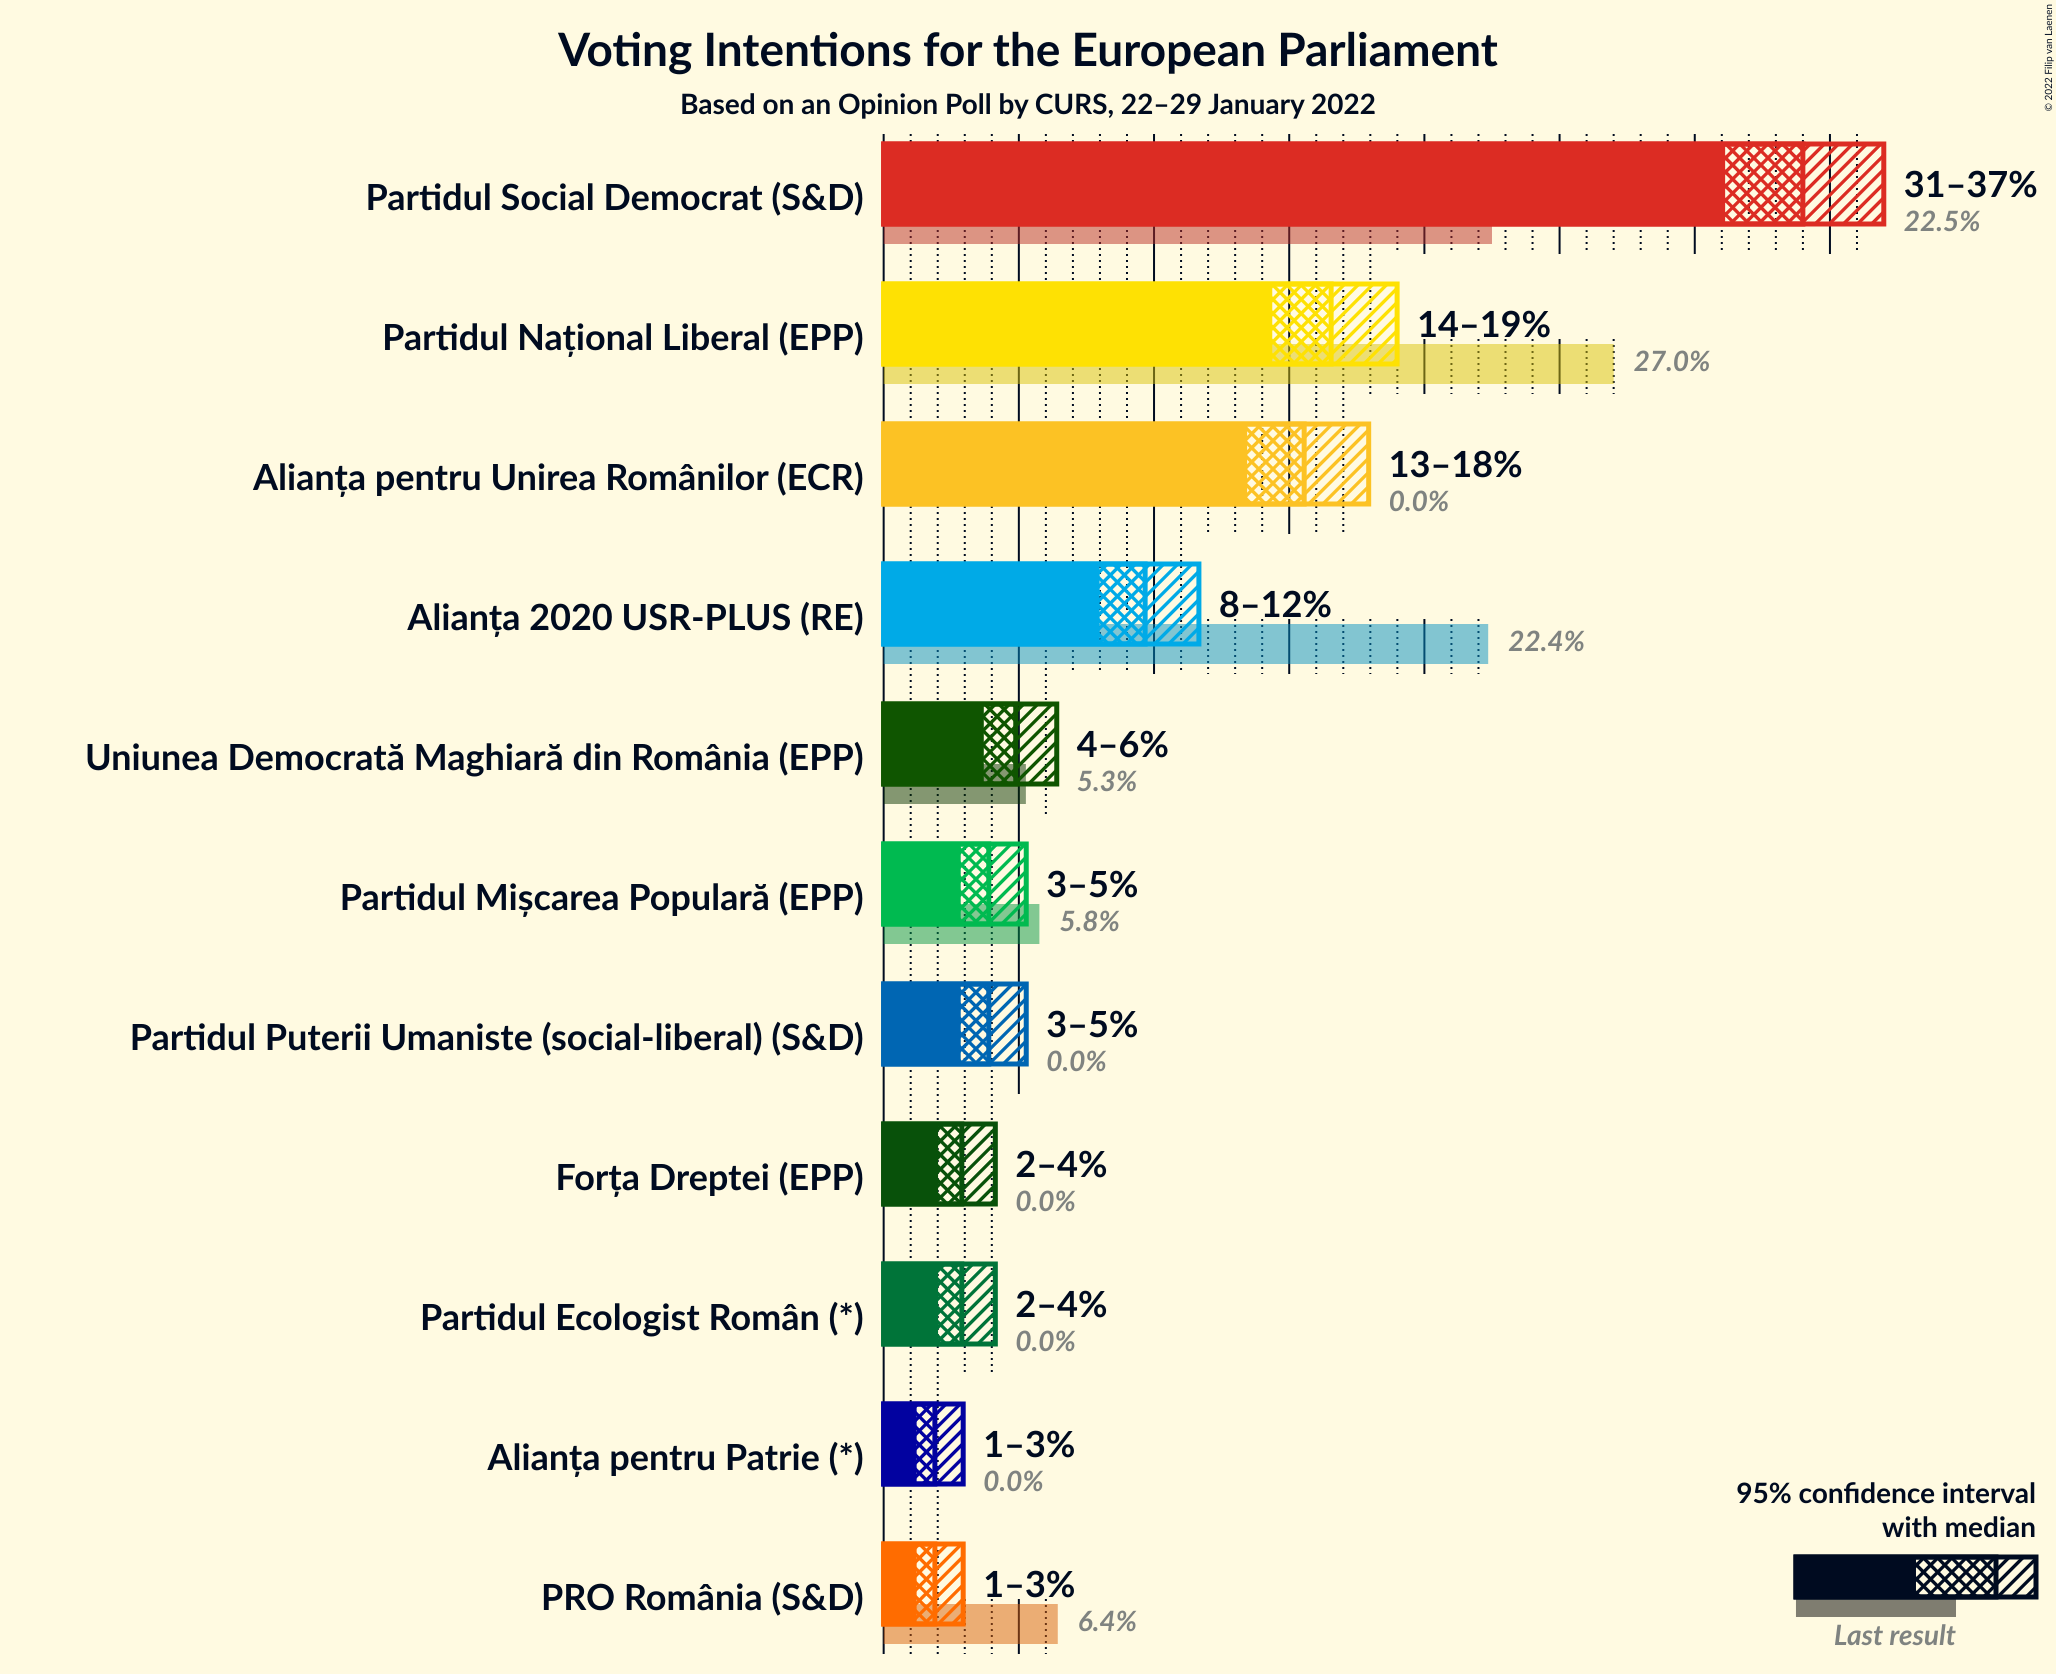 Voting Intentions for the European Parliament
Based on an Opinion Poll by CURS, 22–29 January 2022
© 2022 Filip van Laenen
Partidul Social Democrat (S&D)
31–37%
22.5%
Partidul Național Liberal (EPP)
14–19%
27.0%
Alianța pentru Unirea Românilor (ECR)
13–18%
0.0%
Alianța 2020 USR-PLUS (RE)
8–12%
22.4%
Uniunea Democrată Maghiară din România (EPP)
4–6%
5.3%
Partidul Mișcarea Populară (EPP)
3–5%
5.8%
Partidul Puterii Umaniste (social-liberal) (S&D)
3–5%
0.0%
Forța Dreptei (EPP)
2–4%
0.0%
Partidul Ecologist Român (*)
2–4%
0.0%
Alianța pentru Patrie (*)
1–3%
0.0%
PRO România (S&D)
1–3%
6.4%
95% confidence interval
with median
Last result